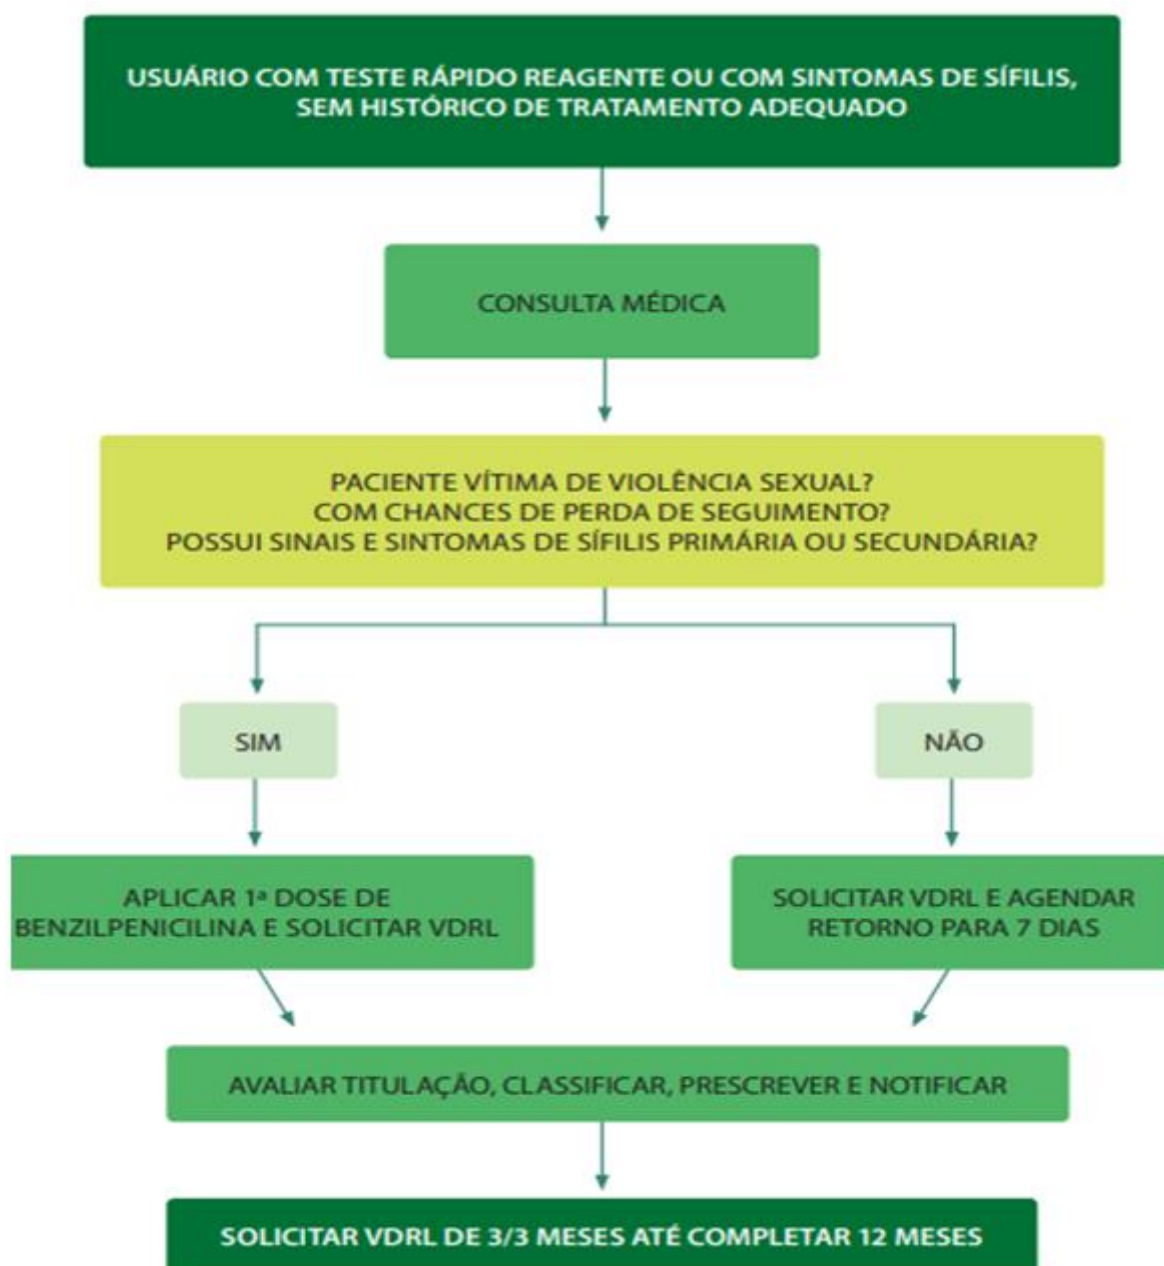 USUÁRIO COM TESTE RÁPIDO REAGENTE OU COM SINTOMAS DE SÍFILIS,
SEM HISTÓRICO DE TRATAMENTO ADEQUADO
CONSULTA MÉDICA
PACIENTE VÍTIMA DE VIOLÊNCIA SEXUAL?
COM CHANCES DE PERDA DE SEGUIMENTO?
POSSUI SINAIS E SINTOMAS DE SÍFILIS PRIMÁRIA OU SECUNDÁRIA?
SIM
NÃO
APLICAR 1ª DOSE DE
BENZILPENICILINA E SOLICITAR VDRL
SOLICITAR VDRL E AGENDAR
RETORNO PARA 7 DIAS
AVALIAR TITULAÇÃO, CLASSIFICAR, PRESCREVER E NOTIFICAR
SOLICITAR VDRL DE 3/3 MESES ATÉ COMPLETAR 12 MESES